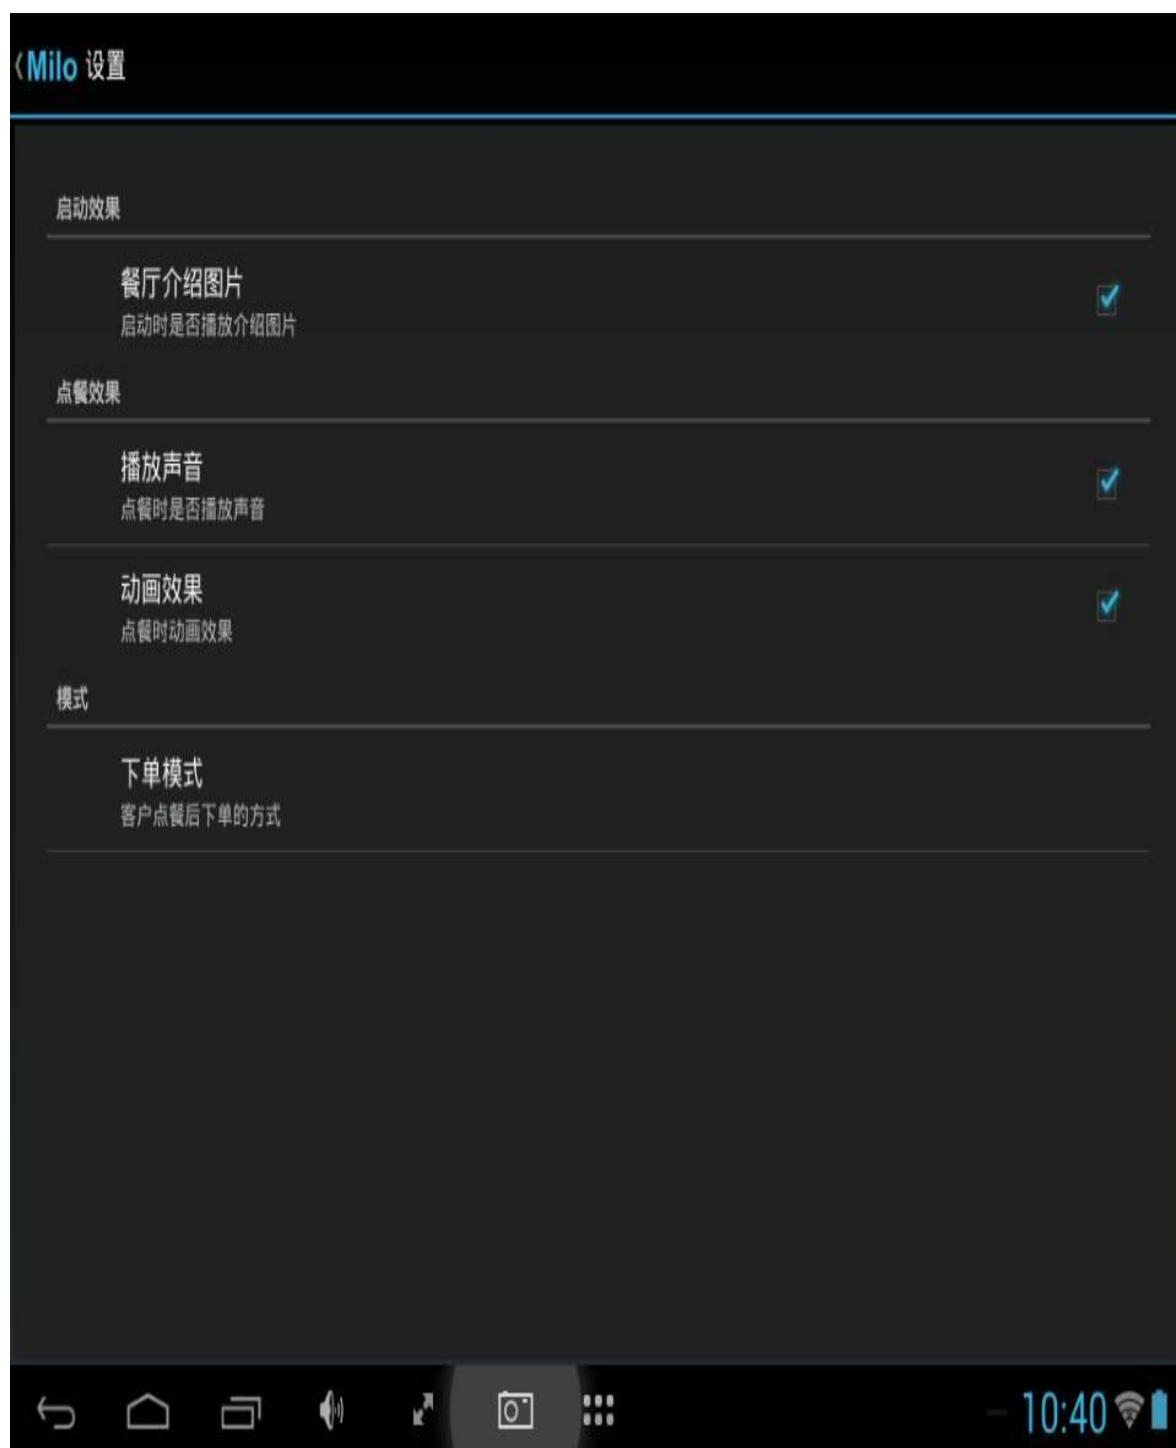 Milo 设置
启动效果
餐厅介绍图片
启动时是否播放介绍图片
点餐效果
播放声音
点餐时是否播放声音
动画效果
点餐时动画效果
模式
下单模式
客户点餐后下单的方式
10:40